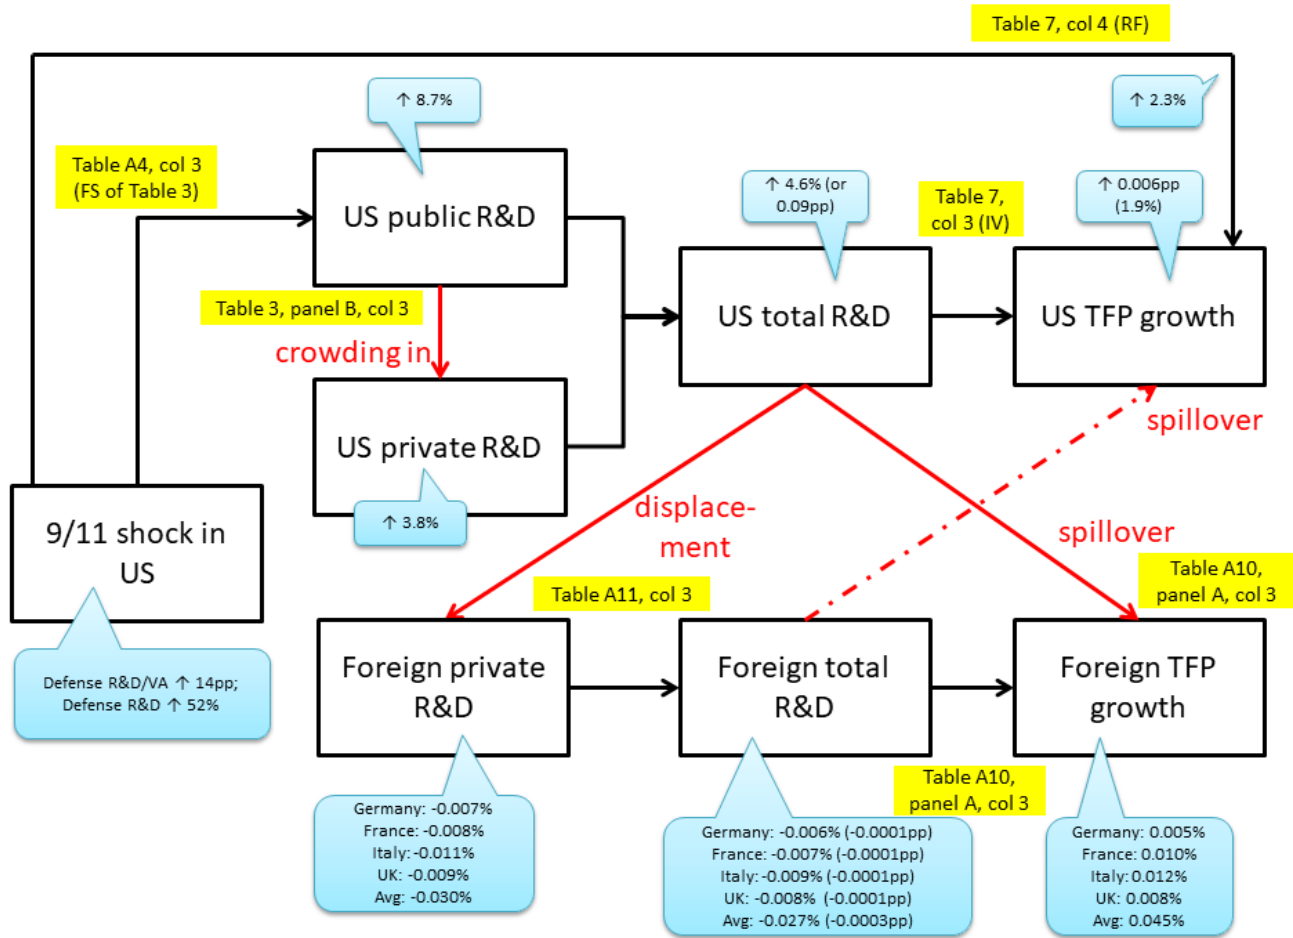 Table 7, col 4 (RF)
↑ 8.7%
↑ 2.3%
Table A4, col 3
(FS of Table 3)
US public R&D
↑ 4.6% (or
0.09pp)
Table 7,
col 3 (IV)
↑ 0.006pp
(1.9%)
Table 3, panel B, col 3
crowding in
US total R&D
US TFP growth
US private R&D
↑ 3.8%
9/11 shock in
US
displace-
ment
spillover
spillover
Table A11, col 3
Table A10,
panel A, col 3
Defense R&D/VA ↑ 14pp;
Defense R&D ↑ 52%
Foreign private
R&D
Foreign total
R&D
Foreign TFP
growth
Table A10,
panel A, col 3
Germany: -0.007%
France: -0.008%
Italy: -0.011%
UK: -0.009%
Avg: -0.030%
Germany: -0.006% (-0.0001pp)
France: -0.007% (-0.0001pp)
Italy: -0.009% (-0.0001pp)
UK: -0.008% (-0.0001pp)
Avg: -0.027% (-0.0003pp)
Germany: 0.005%
France: 0.010%
Italy: 0.012%
UK: 0.008%
Avg: 0.045%